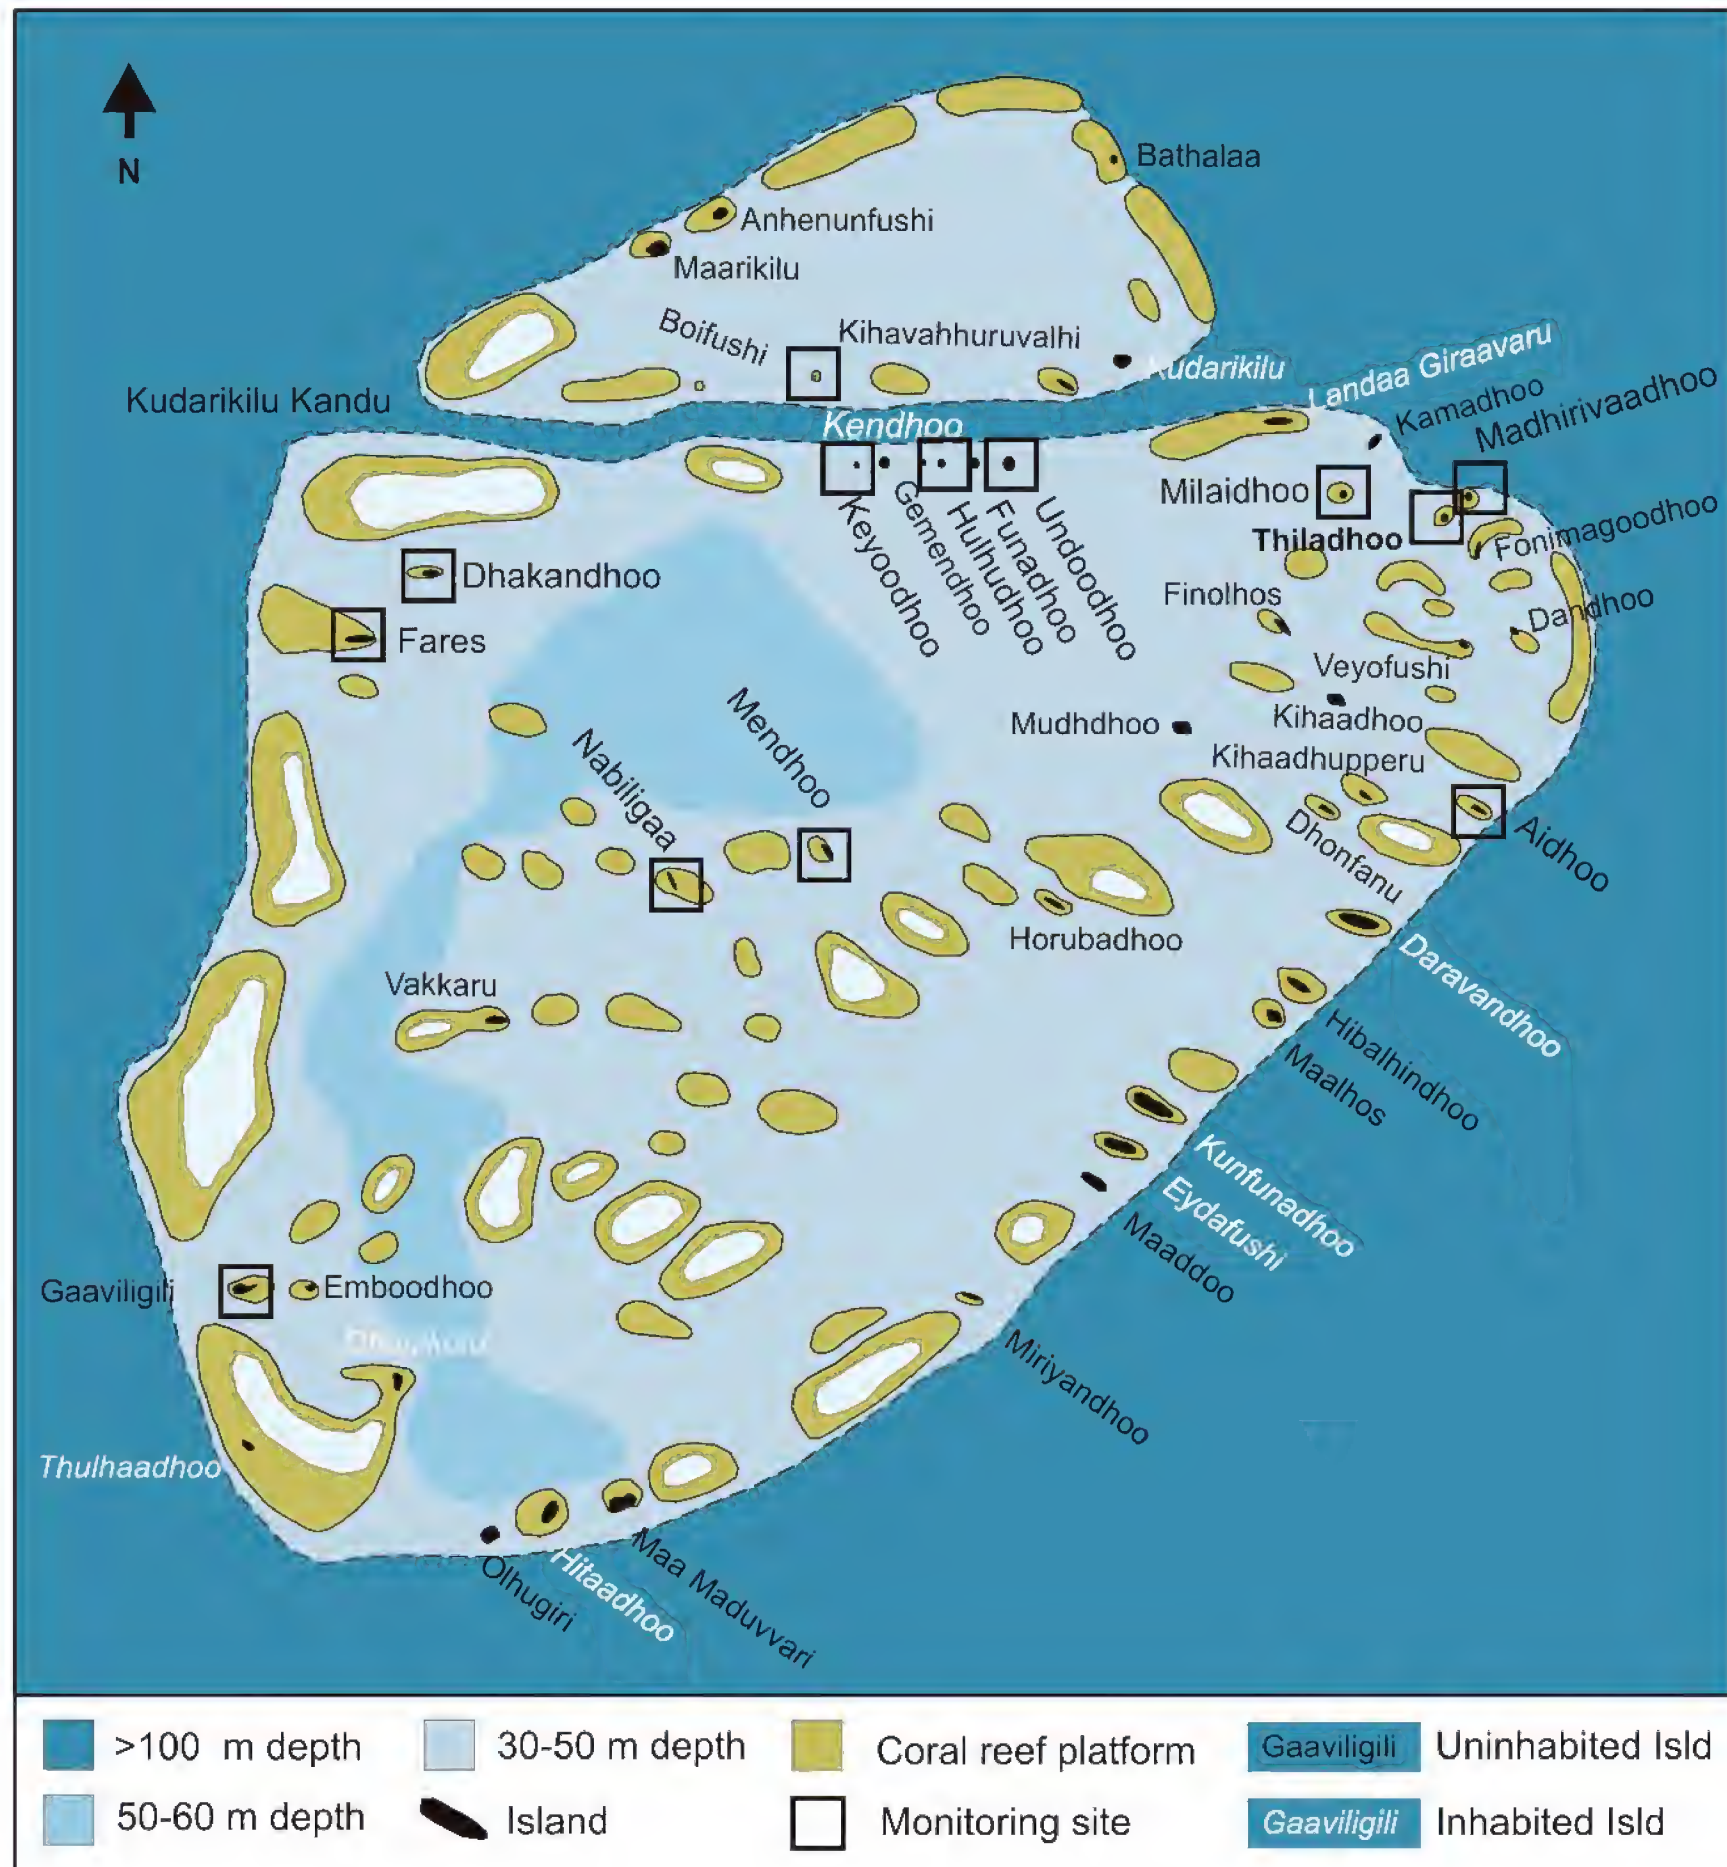 N
Bathalaa
Anhenunfushi
Maarikilu
Boifushi
Kihavahhuruvalhi
Kudarikilu
Landaa Giraavaru
Kudarikilu Kandu
Kendhoo
Kamadhoo
Madhirivaadhoo
Milaidhoo
Thiladhoo
Fonimagoodhoo
Keyoodhoo
Gemendhoo
Hulhudhoo
Funadhoo
Undoodhoo
Dhakandhoo
Finolhos
Dandhoo
Fares
Veyofushi
Mendhoo
Mudhdhoo
Kihaadhoo
Nabiligaa
Kihaadhupperu
Dhonfanu
Aidhoo
Horubadhoo
Daravandhoo
Vakkaru
Hibalhindhoo
Maalhos
Kunfunadhoo
Eydafushi
Maaddoo
Gaaviligili
Emboodhoo
Miriyandhoo
Thulhaadhoo
Olhugiri
Hitaadhoo
Maa Maduvvari
>100 m depth
30-50 m depth
Coral reef platform
Gaaviligili
Uninhabited Isld
50-60 m depth
Island
Monitoring site
Gaaviligili
Inhabited Isld